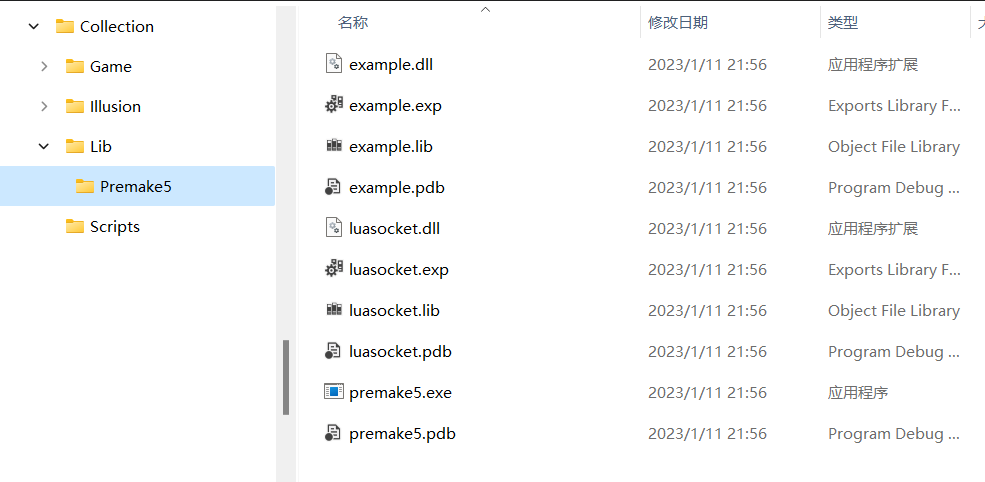 Collection
Game
Illusion
Lib
Premake5
Scripts
名称 修改日期 类型
example.dll 2023/1/11 21:56 应用程序扩展
example.exp 2023/1/11 21:56 Exports Library F...
example.lib 2023/1/11 21:56 Object File Library
example.pdb 2023/1/11 21:56 Program Debug ...
luasocket.dll 2023/1/11 21:56 应用程序扩展
luasocket.exp 2023/1/11 21:56 Exports Library F...
luasocket.lib 2023/1/11 21:56 Object File Library
luasocket.pdb 2023/1/11 21:56 Program Debug ...
premake5.exe 2023/1/11 21:56 应用程序
premake5.pdb 2023/1/11 21:56 Program Debug ...